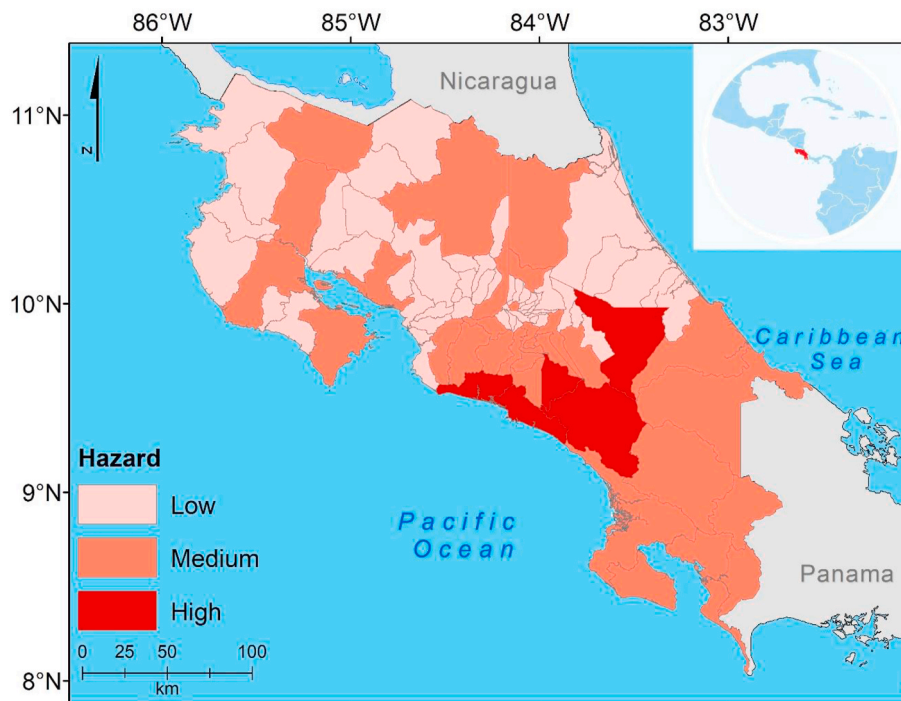 86°W
85°W
84°W
83°W
Nicaragua
11°N
z
10°N
Caribbean
Sea
Hazard
9°N
Low
Pacific
Ocean
Medium
Panama
High
0
50
100
25
km
8°N